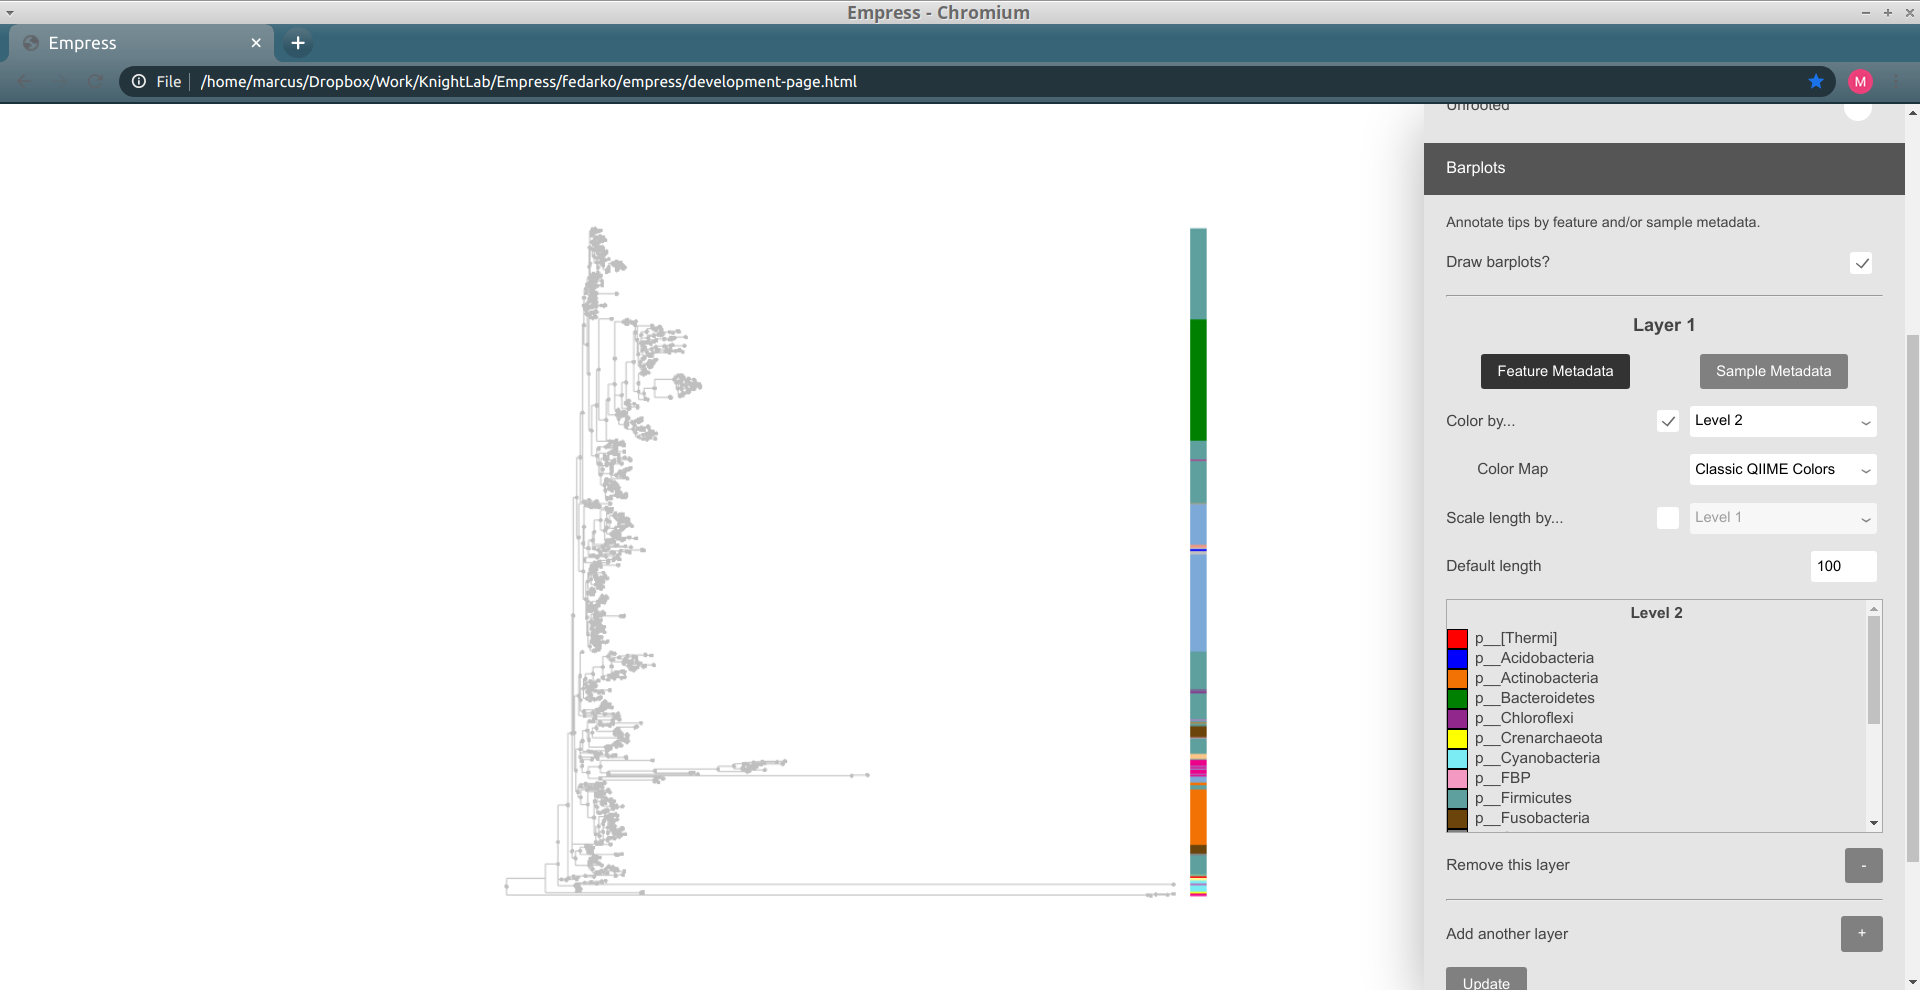 Empress - Chromium
Empress
File /home/marcus/Dropbox/Work/KnightLab/Empress/fedarko/empress/development-page.html
M
Unrooted
Barplots
Annotate tips by feature and/or sample metadata.
Draw barplots?
Layer 1
Feature Metadata Sample Metadata
Color by... Level 2
Color Map Classic QIIME Colors
Scale length by... Level 1
Default length 100
Level 2
p__[Thermi]
p__Acidobacteria
p__Actinobacteria
p__Bacteroidetes
p__Chloroflexi
p__Crenarchaeota
p__Cyanobacteria
p__FBP
p__Firmicutes
p__Fusobacteria
Remove this layer -
Add another layer +
Update